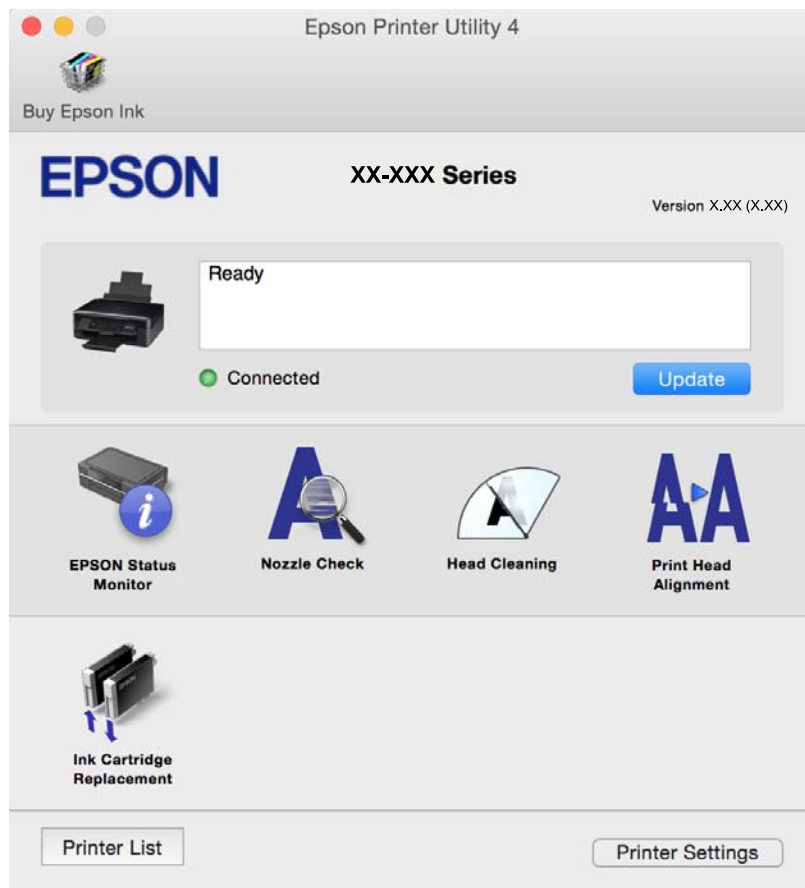 Epson Printer Utility 4
Buy Epson Ink
EPSON
XX-XXX Series
Version X.XX (X.XX)
Ready
Connected
Update
EPSON Status
Monitor
Nozzle Check
Head Cleaning
Print Head
Alignment
Ink Cartridge
Replacement
Printer List
Printer Settings